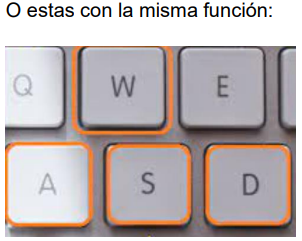 O estas con la misma función:
Q W E
A S D